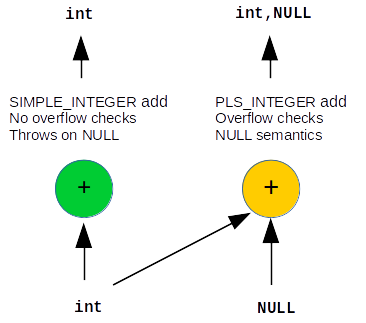 int
int,NULL
SIMPLE_INTEGER add
No overflow checks
Throws on NULL
PLS_INTEGER add
Overflow checks
NULL semantics
+
+
int
NULL